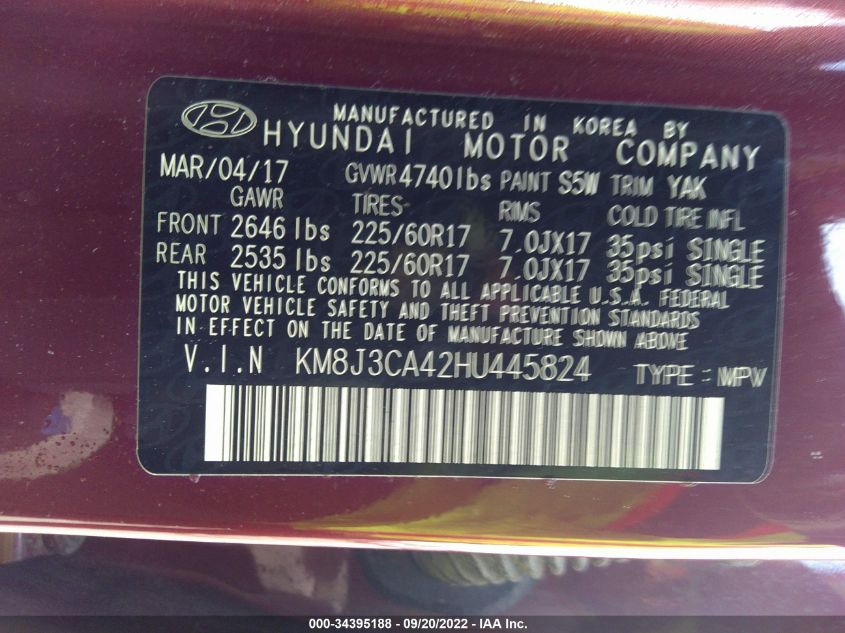 MANUFACTURED IN KOREA BY
HYUNDAI MOTOR COMPANY
MAR/04/17 GVWR 4740lbs PAINT S5W TRIM YAK
GAWR TIRES RIMS COLD TIRE INFL
FRONT 2646 lbs 225/60R17 7.0JX17 35psi SINGLE
REAR 2535 lbs 225/60R17 7.0JX17 35psi SINGLE
THIS VEHICLE CONFORMS TO ALL APPLICABLE U.S.A. FEDERAL
MOTOR VEHICLE SAFETY AND THEFT PREVENTION STANDARDS
IN EFFECT ON THE DATE OF MANUFACTURE SHOWN ABOVE
V.I.N KM8J3CA42HU445824 TYPE : MPV
000-34395188 - 09/20/2022 - IAA Inc.